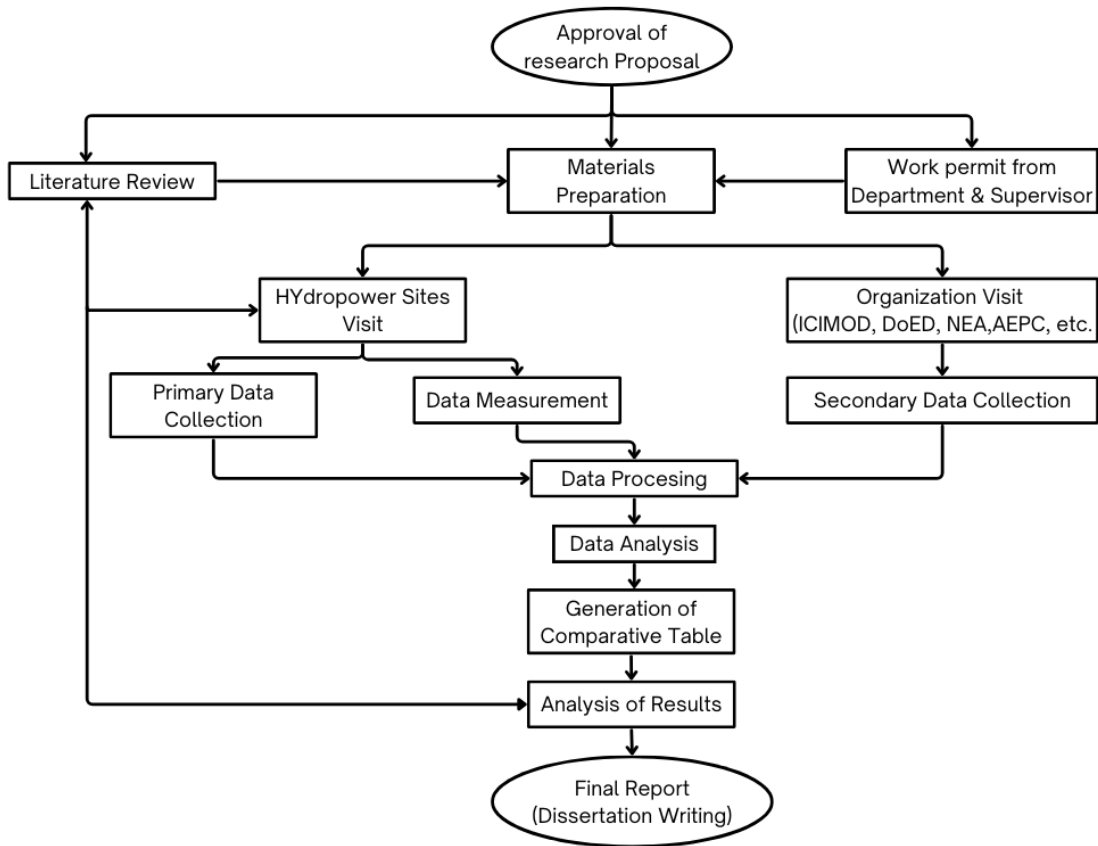 Approval of
research Proposal
Literature Review
Materials
Preparation
Work permit from
Department & Supervisor
HYdropower Sites
Visit
Organization Visit
(ICIMOD, DoED, NEA,AEPC, etc.
Primary Data
Collection
Data Measurement
Secondary Data Collection
Data Procesing
Data Analysis
Generation of
Comparative Table
Analysis of Results
Final Report
(Dissertation Writing)